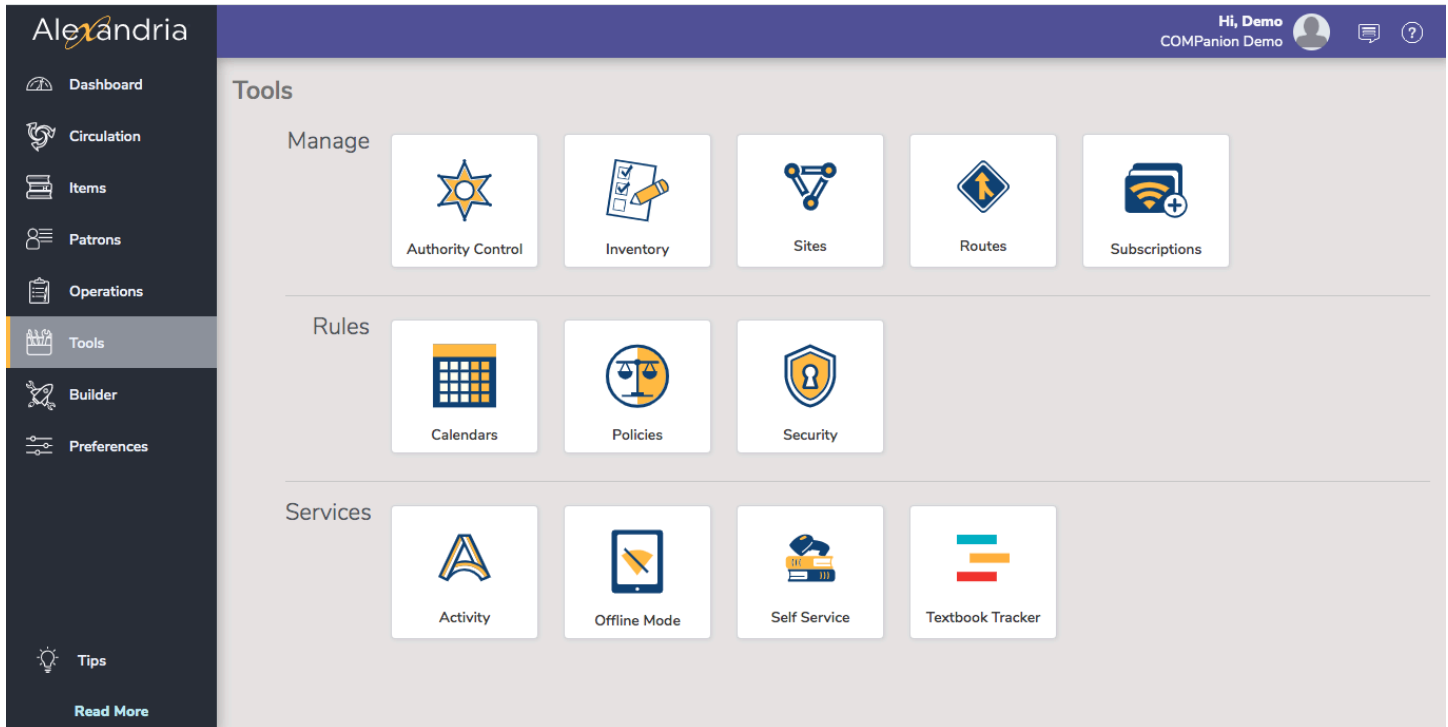 Alexandria
Hi, Demo
COMPanion Demo
?
Dashboard
Circulation
Items
Patrons
Operations
Tools
Builder
Preferences
Tips
Read More
Tools
Manage
Authority Control
Inventory
Sites
Routes
Subscriptions
Rules
Calendars
Policies
Security
Services
Activity
Offline Mode
Self Service
Textbook Tracker